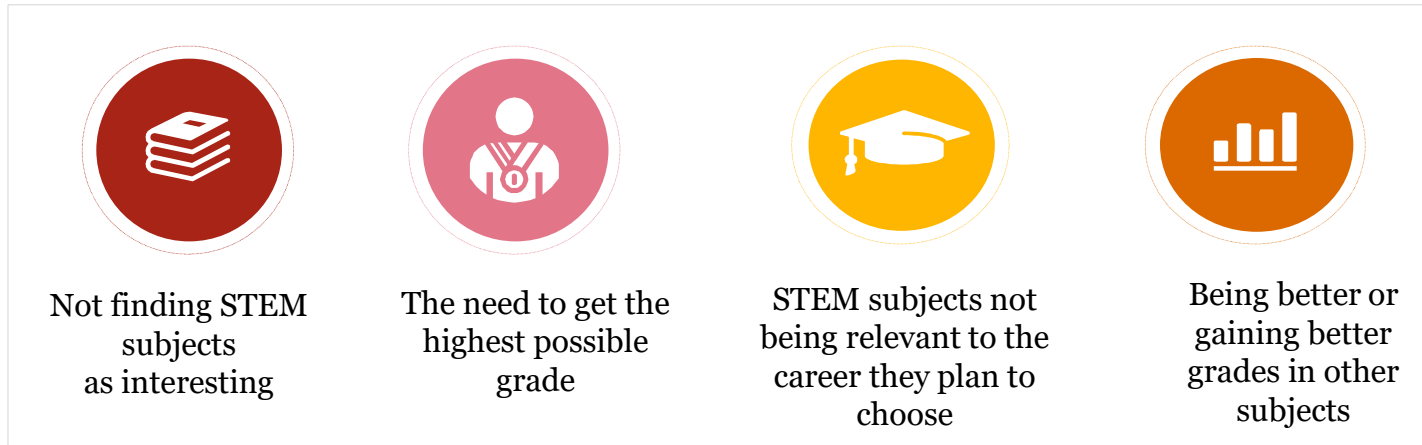 Not finding STEM
subjects
as interesting
The need to get the
highest possible
grade
STEM subjects not
being relevant to the
career they plan to
choose
Being better or
gaining better
grades in other
subjects